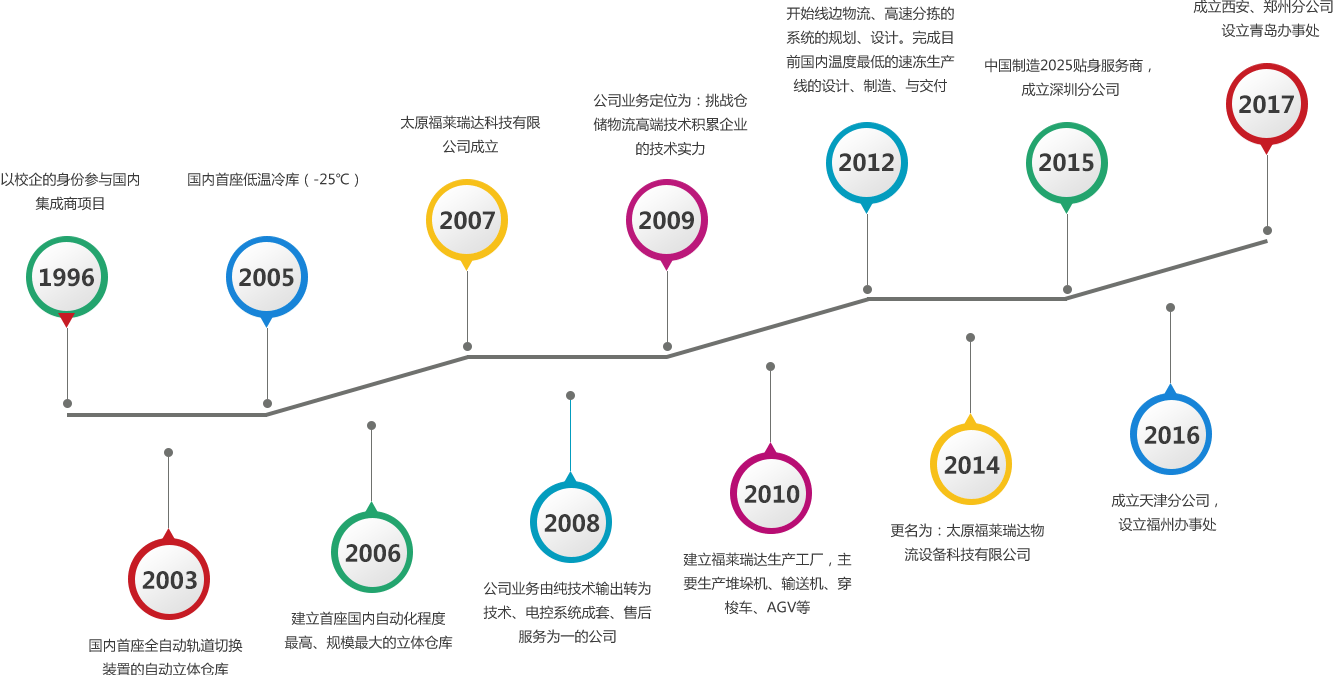 以校企的身份参与国内
集成商项目
1996
2003
国内首座全自动轨道切换
装置的自动立体仓库
国内首座低温冷库（-25℃）
2005
2006
建立首座国内自动化程度
最高、规模最大的立体仓库
太原福莱瑞达科技有限
公司成立
2007
2008
公司业务由纯技术输出转为
技术、电控系统成套、售后
服务为一的公司
公司业务定位为：挑战仓
储物流高端技术积累企业
的技术实力
2009
2010
建立福莱瑞达生产工厂，主
要生产堆垛机、输送机、穿
梭车、AGV等
开始线边物流、高速分拣的
系统的规划、设计。完成目
前国内温度最低的速冻生产
线的设计、制造、与交付
2012
2014
更名为：太原福莱瑞达物
流设备科技有限公司
中国制造2025贴身服务商，
成立深圳分公司
2015
2016
成立天津分公司，
设立福州办事处
成立西安、郑州分公司
设立青岛办事处
2017